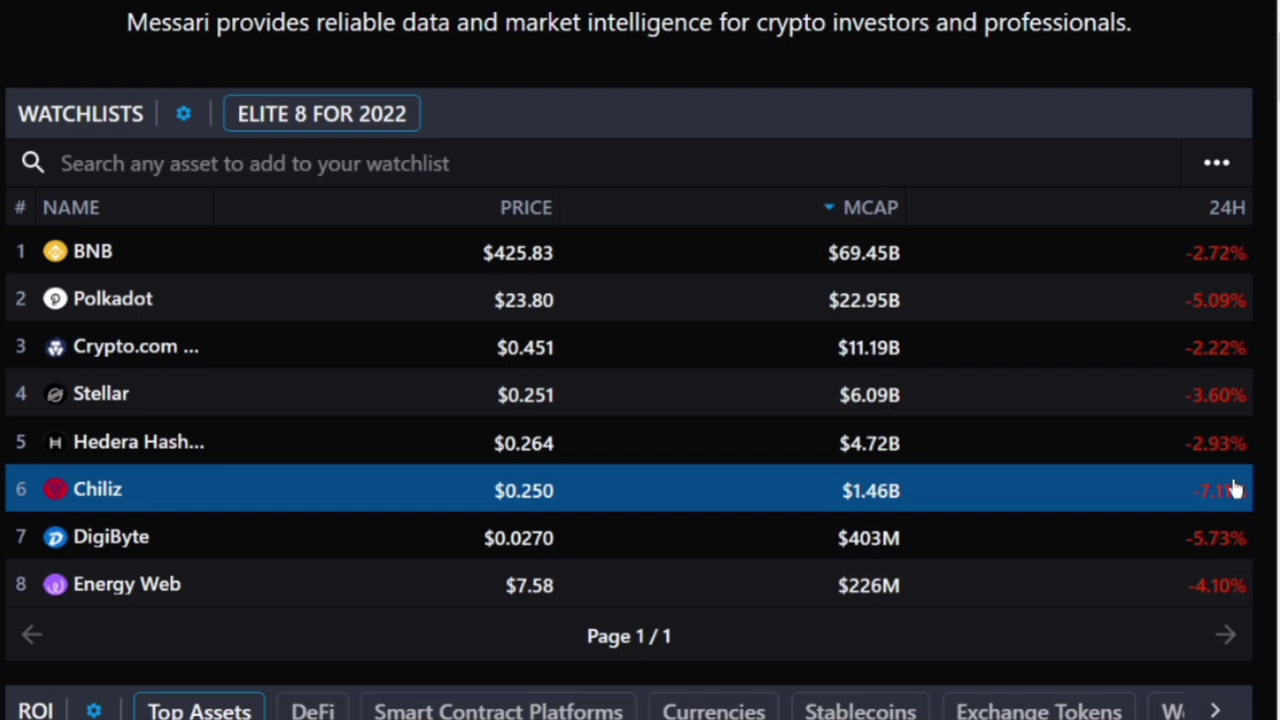 Messari provides reliable data and market intelligence for crypto investors and professionals.
WATCHLISTS ELITE 8 FOR 2022
Search any asset to add to your watchlist
# NAME PRICE MCAP 24H
1 BNB $425.83 $69.45B -2.72%
2 Polkadot $23.80 $22.95B -5.09%
3 Crypto.com ... $0.451 $11.19B -2.22%
4 Stellar $0.251 $6.09B -3.60%
5 Hedera Hash... $0.264 $4.72B -2.93%
6 Chiliz $0.250 $1.46B
7 DigiByte $0.0270 $403M -5.73%
8 Energy Web $7.58 $226M -4.10%
Page 1 / 1
ROI Top Assets DeFi Smart Contract Platforms Currencies Stablecoins Exchange Tokens